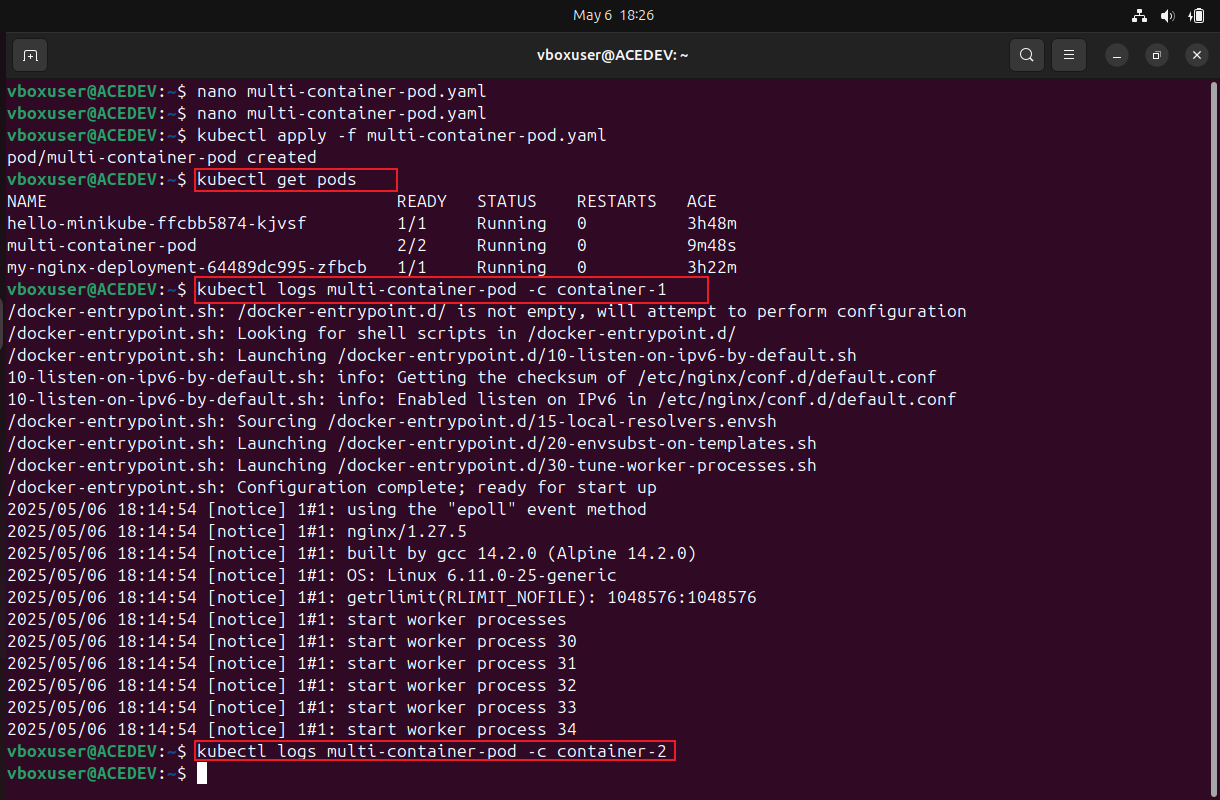 May 6 18:26
vboxuser@ACEDEV: ~
vboxuser@ACEDEV:~$ nano multi-container-pod.yaml
vboxuser@ACEDEV:~$ nano multi-container-pod.yaml
vboxuser@ACEDEV:~$ kubectl apply -f multi-container-pod.yaml
pod/multi-container-pod created
vboxuser@ACEDEV:~$ kubectl get pods
NAME READY STATUS RESTARTS AGE
hello-minikube-ffcbb5874-kjvsf 1/1 Running 0 3h48m
multi-container-pod 2/2 Running 0 9m48s
my-nginx-deployment-64489dc995-zfbcb 1/1 Running 0 3h22m
vboxuser@ACEDEV:~$ kubectl logs multi-container-pod -c container-1
/docker-entrypoint.sh: /docker-entrypoint.d/ is not empty, will attempt to perform configuration
/docker-entrypoint.sh: Looking for shell scripts in /docker-entrypoint.d/
/docker-entrypoint.sh: Launching /docker-entrypoint.d/10-listen-on-ipv6-by-default.sh
10-listen-on-ipv6-by-default.sh: info: Getting the checksum of /etc/nginx/conf.d/default.conf
10-listen-on-ipv6-by-default.sh: info: Enabled listen on IPv6 in /etc/nginx/conf.d/default.conf
/docker-entrypoint.sh: Sourcing /docker-entrypoint.d/15-local-resolvers.envsh
/docker-entrypoint.sh: Launching /docker-entrypoint.d/20-envsubst-on-templates.sh
/docker-entrypoint.sh: Launching /docker-entrypoint.d/30-tune-worker-processes.sh
/docker-entrypoint.sh: Configuration complete; ready for start up
2025/05/06 18:14:54 [notice] 1#1: using the "epoll" event method
2025/05/06 18:14:54 [notice] 1#1: nginx/1.27.5
2025/05/06 18:14:54 [notice] 1#1: built by gcc 14.2.0 (Alpine 14.2.0)
2025/05/06 18:14:54 [notice] 1#1: OS: Linux 6.11.0-25-generic
2025/05/06 18:14:54 [notice] 1#1: getrlimit(RLIMIT_NOFILE): 1048576:1048576
2025/05/06 18:14:54 [notice] 1#1: start worker processes
2025/05/06 18:14:54 [notice] 1#1: start worker process 30
2025/05/06 18:14:54 [notice] 1#1: start worker process 31
2025/05/06 18:14:54 [notice] 1#1: start worker process 32
2025/05/06 18:14:54 [notice] 1#1: start worker process 33
2025/05/06 18:14:54 [notice] 1#1: start worker process 34
vboxuser@ACEDEV:~$ kubectl logs multi-container-pod -c container-2
vboxuser@ACEDEV:~$